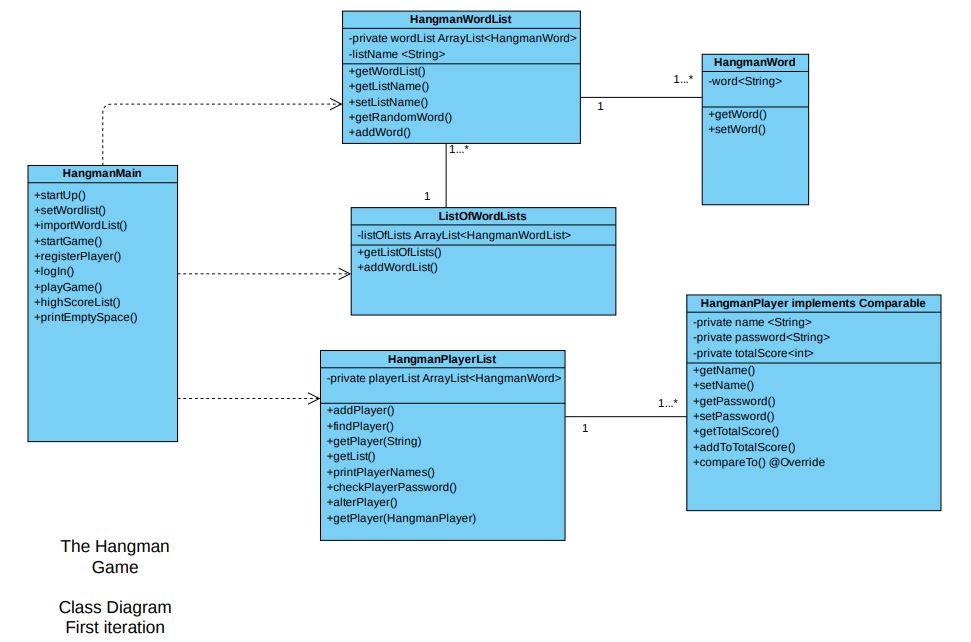 HangmanWordList
-private wordList ArrayList<HangmanWord>
-listName <String>
+getWordList()
+getListName()
+setListName()
+getRandomWord()
+addWord()
1...*
1
HangmanWord
-word<String>
+getWord()
+setWord()
1...*
1
HangmanMain
+startUp()
+setWordlist()
+importWordList()
+startGame()
+registerPlayer()
+logIn()
+playGame()
+highScoreList()
+printEmptySpace()
ListOfWordLists
-listOfLists ArrayList<HangmanWordList>
+getListOfLists()
+addWordList()
HangmanPlayerList
-private playerList ArrayList<HangmanWord>
+addPlayer()
+findPlayer()
+getPlayer(String)
+getList()
+printPlayerNames()
+checkPlayerPassword()
+alterPlayer()
+getPlayer(HangmanPlayer)
1...*
1
HangmanPlayer implements Comparable
-private name <String>
-private password<String>
-private totalScore<int>
+getName()
+setName()
+getPassword()
+setPassword()
+getTotalScore()
+addToTotalScore()
+compareTo() @Override
The Hangman
Game
Class Diagram
First iteration